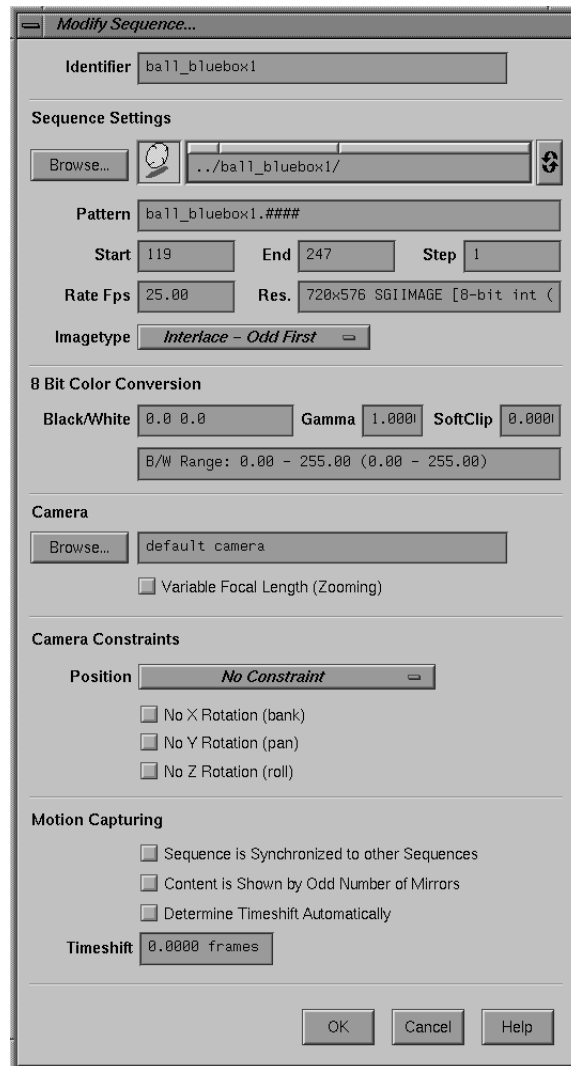 Modify Sequence...
Identifier ball_bluebox1
Sequence Settings
Browse... ../ball_bluebox1/
Pattern ball_bluebox1.####
Start 119 End 247 Step 1
Rate Fps 25.00 Res. 720x576 SGIIMAGE [8-bit int (
Imagetype Interlace – Odd First
8 Bit Color Conversion
Black/White 0.0 0.0 Gamma 1.000 SoftClip 0.000
B/W Range: 0.00 - 255.00 (0.00 - 255.00)
Camera
Browse... default camera
Variable Focal Length (Zooming)
Camera Constraints
Position No Constraint
No X Rotation (bank)
No Y Rotation (pan)
No Z Rotation (roll)
Motion Capturing
Sequence is Synchronized to other Sequences
Content is Shown by Odd Number of Mirrors
Determine Timeshift Automatically
Timeshift 0.0000 frames
OK Cancel Help